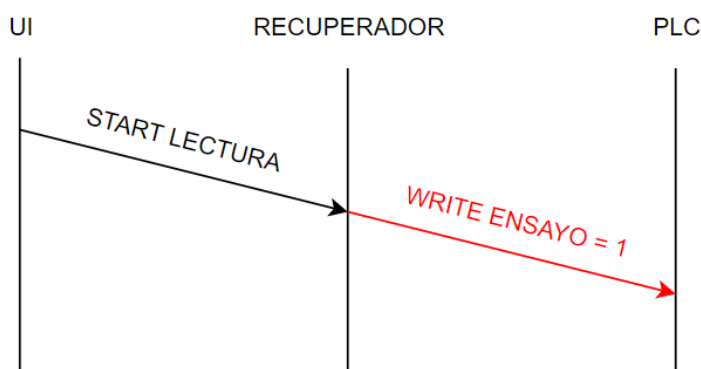 UI
RECUPERADOR
PLC
START LECTURA
WRITE ENSAYO = 1